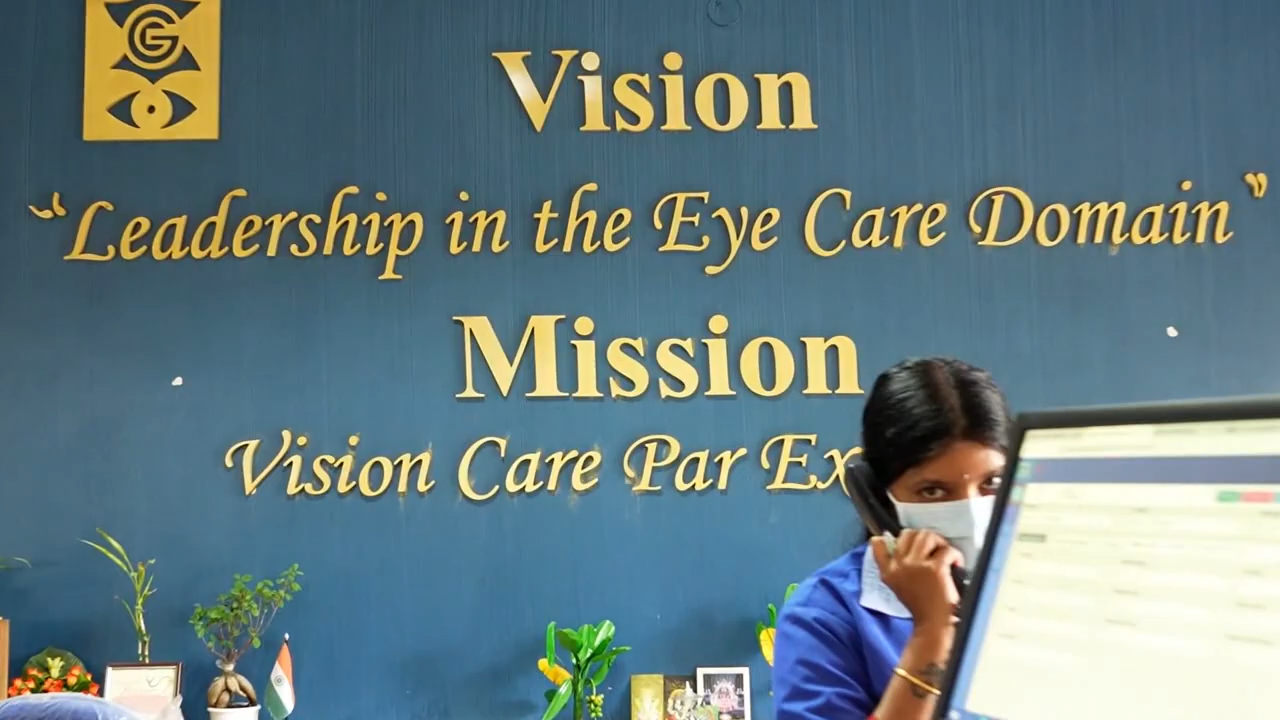 G
Vision
“Leadership in the Eye Care Domain”
Mission
Vision Care Par Ex